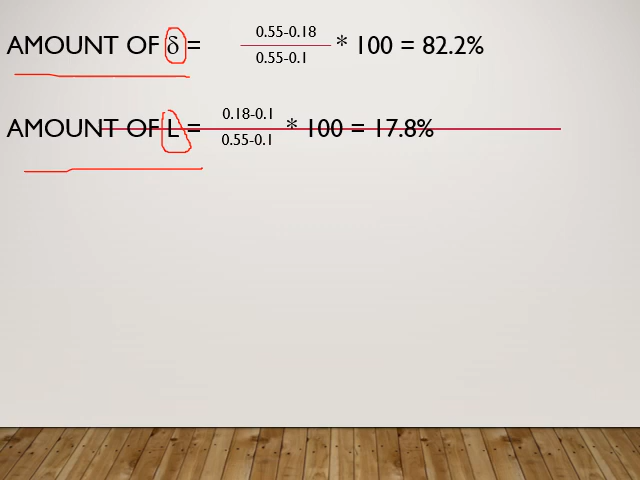 AMOUNT OF δ = 0.55-0.18 / 0.55-0.1 * 100 = 82.2%
AMOUNT OF L = 0.18-0.1 / 0.55-0.1 * 100 = 17.8%